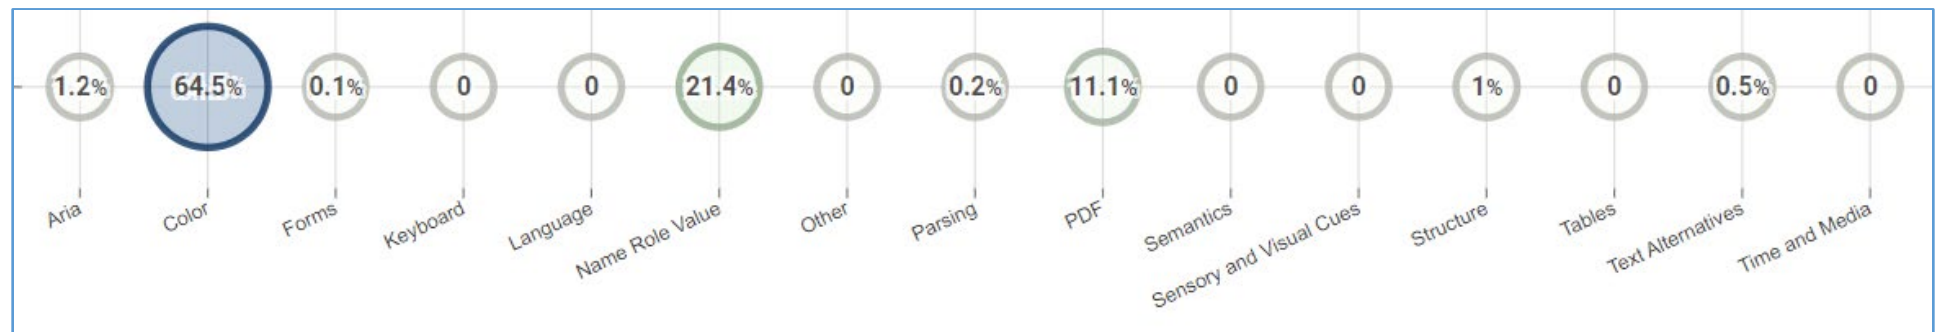 1.2% 64.5% 0.1% 0 0 21.4% 0 0.2% 11.1% 0 0 1% 0 0.5% 0
Aria Color Forms Keyboard Language Name Role Value Other Parsing PDF Semantics Sensory and Visual Cues Structure Tables Text Alternatives Time and Media